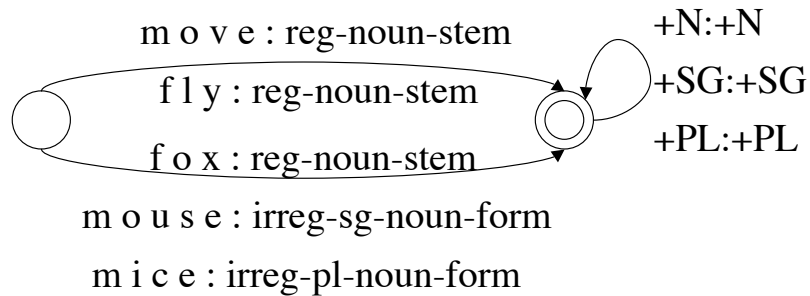 m o v e : reg-noun-stem
f l y : reg-noun-stem
f o x : reg-noun-stem
m o u s e : irreg-sg-noun-form
m i c e : irreg-pl-noun-form
+N:+N
+SG:+SG
+PL:+PL